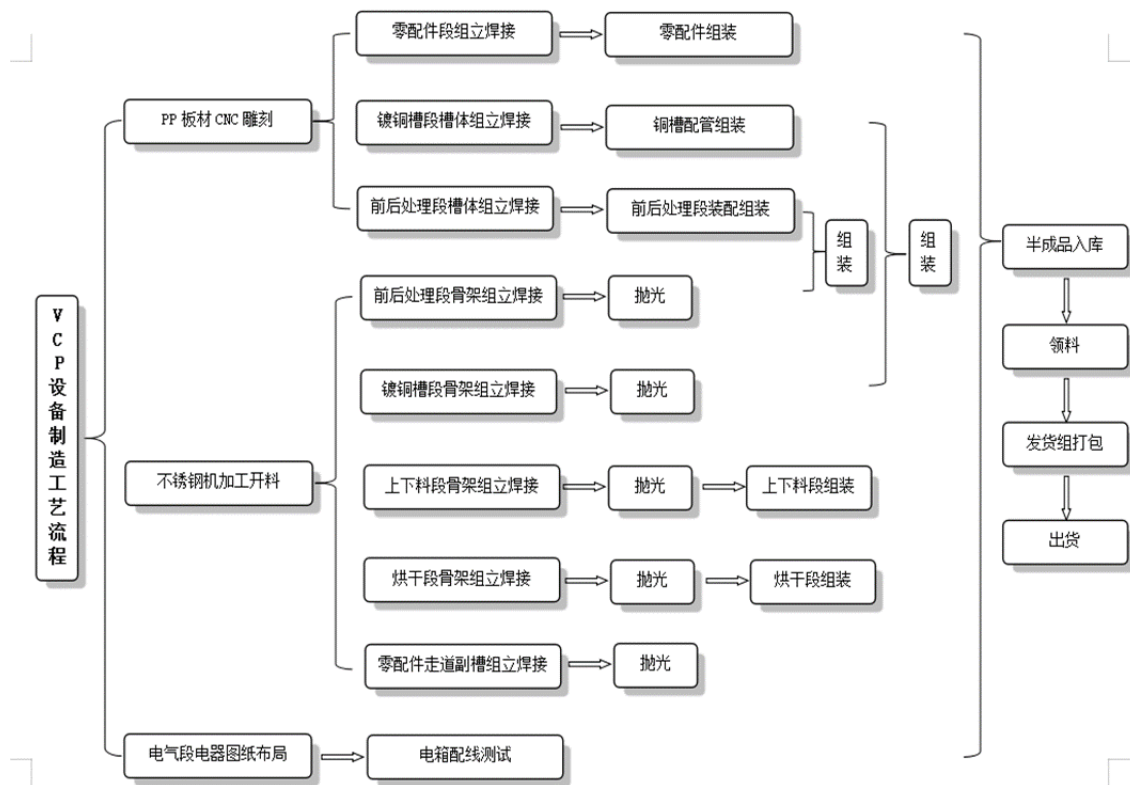 VCP设备制造工艺流程
PP 板材 CNC 雕刻
零配件段组立焊接
零配件组装
镀铜槽段槽体组立焊接
铜槽配管组装
前后处理段槽体组立焊接
前后处理段装配组装
组装
组装
不锈钢机加工开料
前后处理段骨架组立焊接
抛光
镀铜槽段骨架组立焊接
抛光
上下料段骨架组立焊接
抛光
上下料段组装
烘干段骨架组立焊接
抛光
烘干段组装
零配件走道副槽组立焊接
抛光
电气段电器图纸布局
电箱配线测试
半成品入库
领料
发货组打包
出货